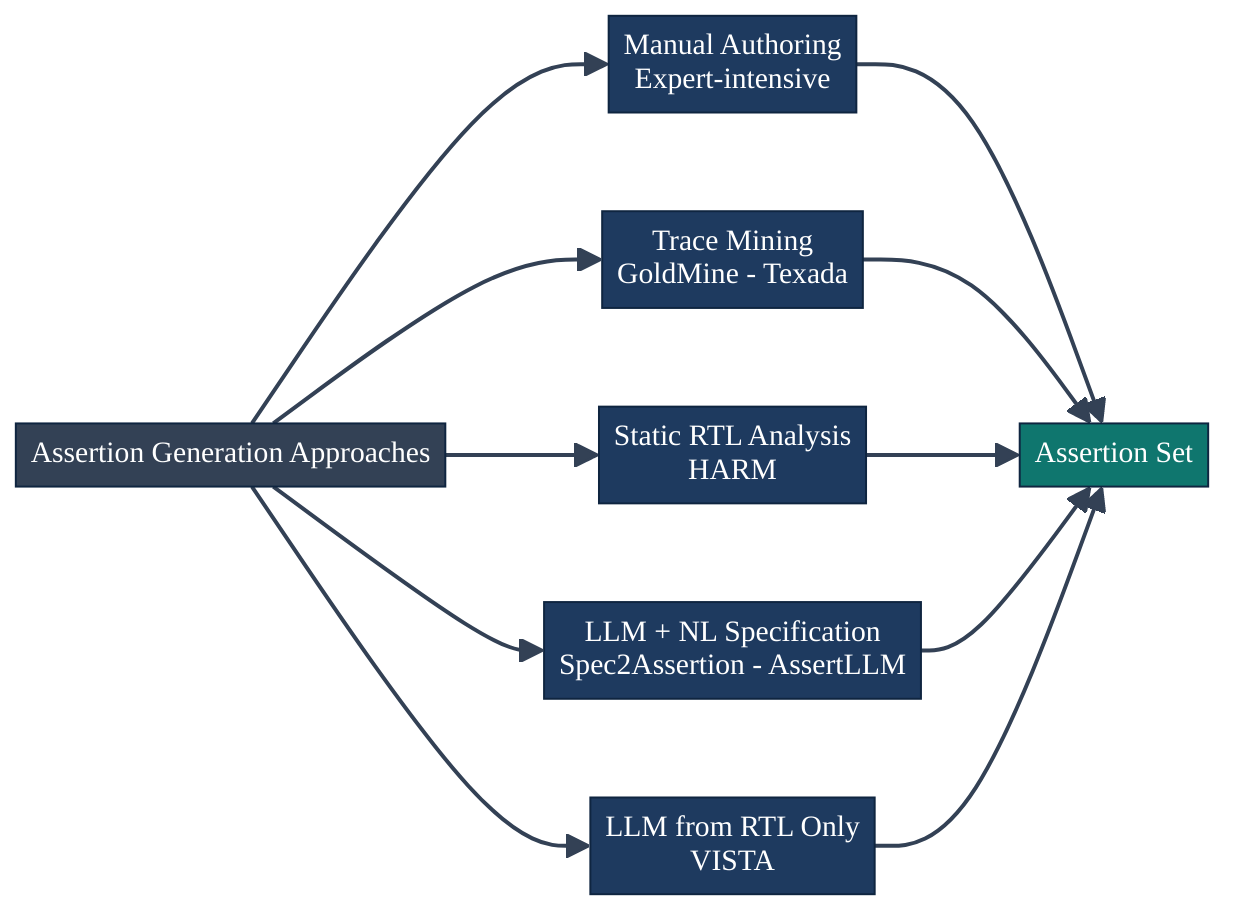 Manual Authoring
Expert-intensive
Trace Mining
GoldMine - Texada
Assertion Generation Approaches
Static RTL Analysis
HARM
Assertion Set
LLM + NL Specification
Spec2Assertion - AssertLLM
LLM from RTL Only
VISTA